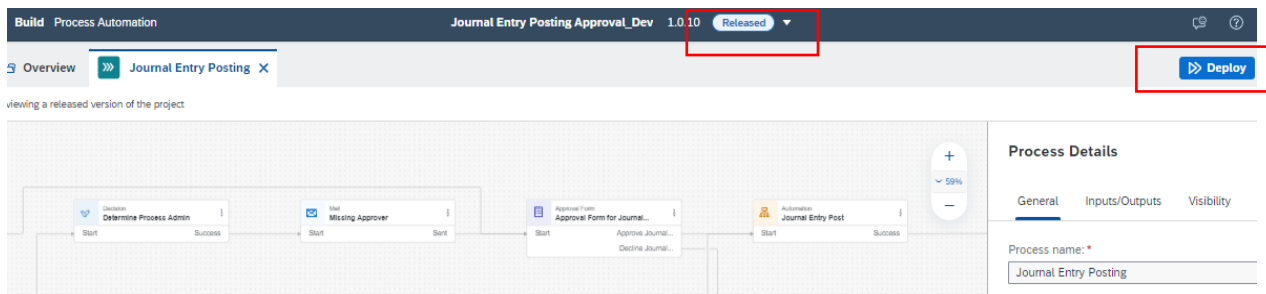 Build Process Automation
Journal Entry Posting Approval_Dev 1.0.10 Released
Overview
Journal Entry Posting
Deploy
viewing a released version of the project
Decision
Determine Process Admin
Start Success
Mail
Missing Approver
Start Sent
Approval Form
Approval Form for Journal...
Start Approve Journal...
Decline Journal...
Automation
Journal Entry Post
Start Success
+
59%
−
Process Details
General Inputs/Outputs Visibility
Process name: *
Journal Entry Posting